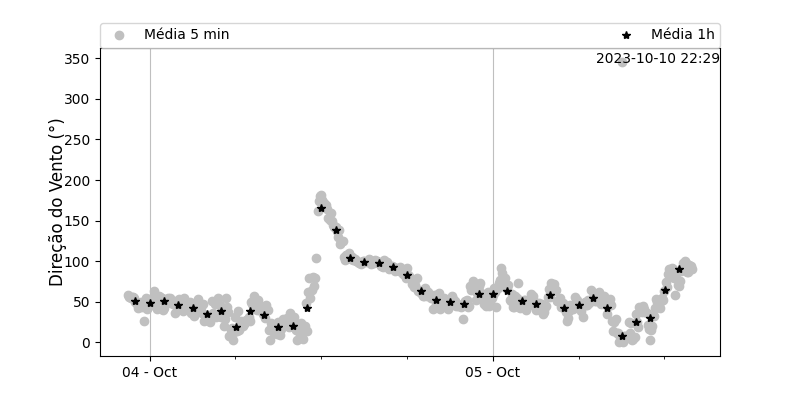 Média 5 min
Média 1h
2023-10-10 22:29
Direção do Vento (°)
350
300
250
200
150
100
50
0
04 - Oct
05 - Oct